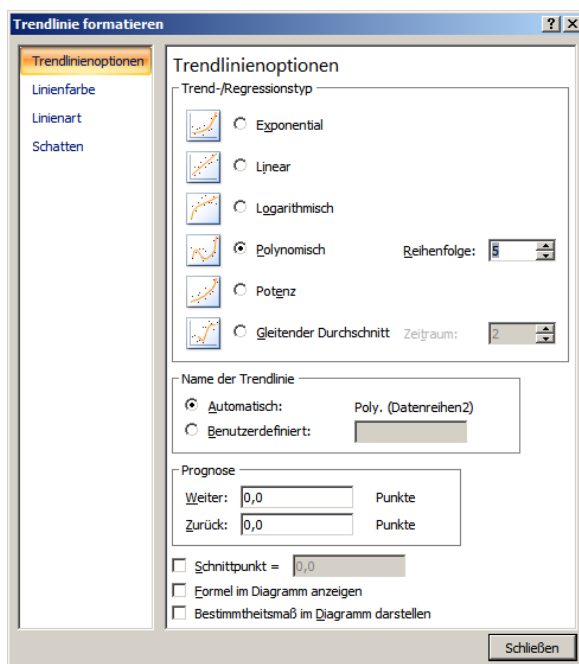 Trendlinie formatieren
Trendlinienoptionen
Linienfarbe
Linienart
Schatten
Trendlinienoptionen
Trend-/Regressionstyp
Exponential
Linear
Logarithmisch
Polynomisch Reihenfolge: 5
Potenz
Gleitender Durchschnitt Zeitraum: 2
Name der Trendlinie
Automatisch: Poly. (Datenreihen2)
Benutzerdefiniert:
Prognose
Weiter: 0,0 Punkte
Zurück: 0,0 Punkte
Schnittpunkt = 0,0
Formel im Diagramm anzeigen
Bestimmtheitsmaß im Diagramm darstellen
Schließen